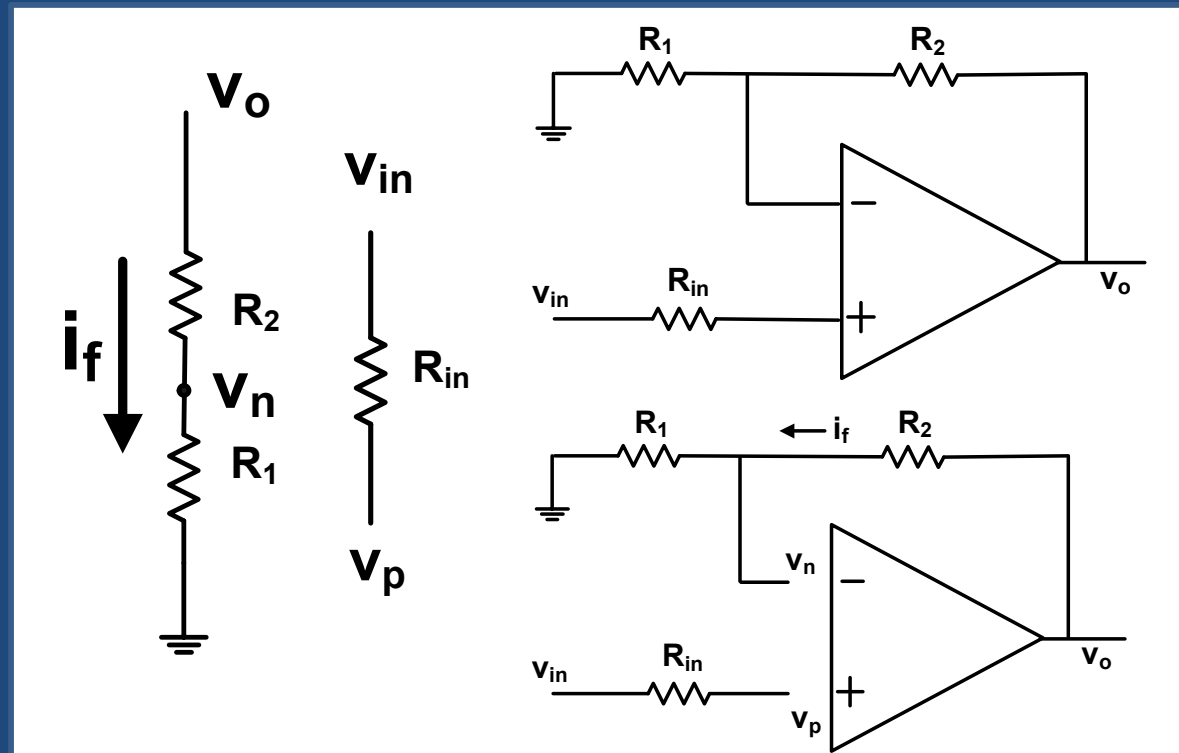 vo
R2
if
vn
R1
vin
Rin
vp
R1
R2
−
vin
Rin
+
vo
R1
if
R2
vn
−
vin
Rin
+
vp
vo